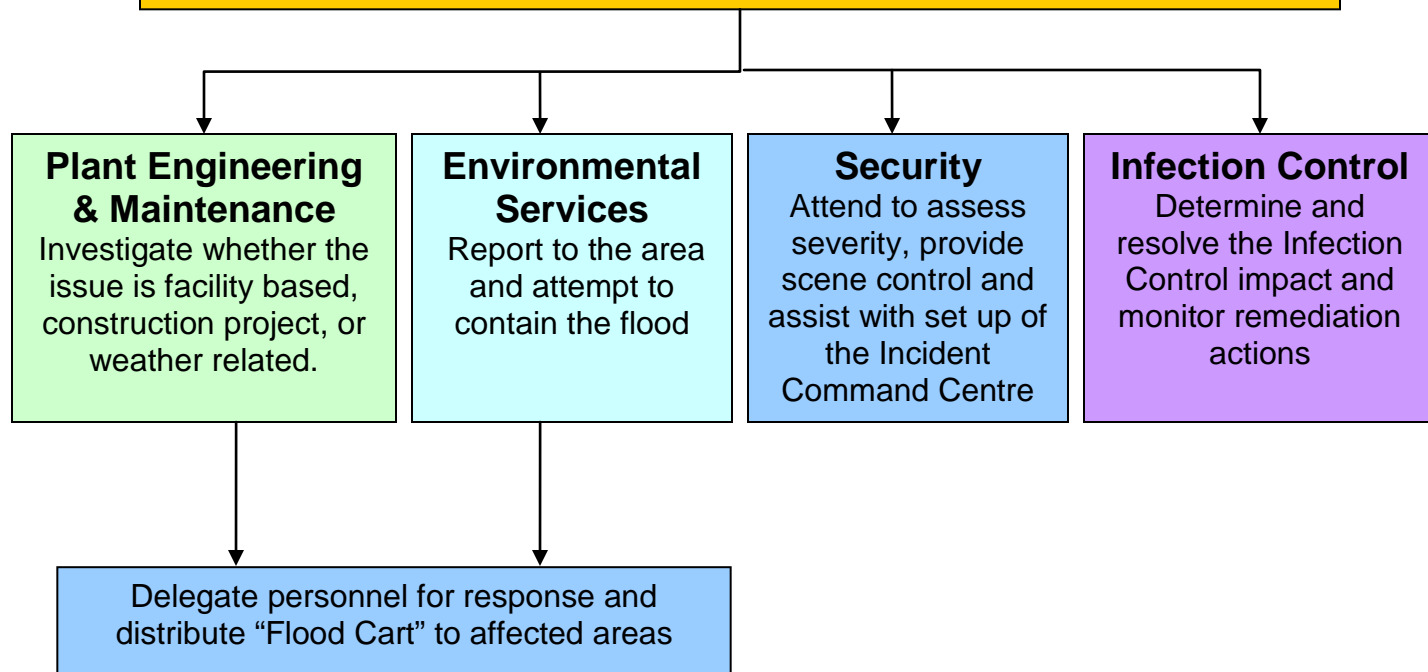 Plant Engineering
& Maintenance
Investigate whether the
issue is facility based,
construction project, or
weather related.
Environmental
Services
Report to the area
and attempt to
contain the flood
Security
Attend to assess
severity, provide
scene control and
assist with set up of
the Incident
Command Centre
Infection Control
Determine and
resolve the Infection
Control impact and
monitor remediation
actions
Delegate personnel for response and
distribute “Flood Cart” to affected areas